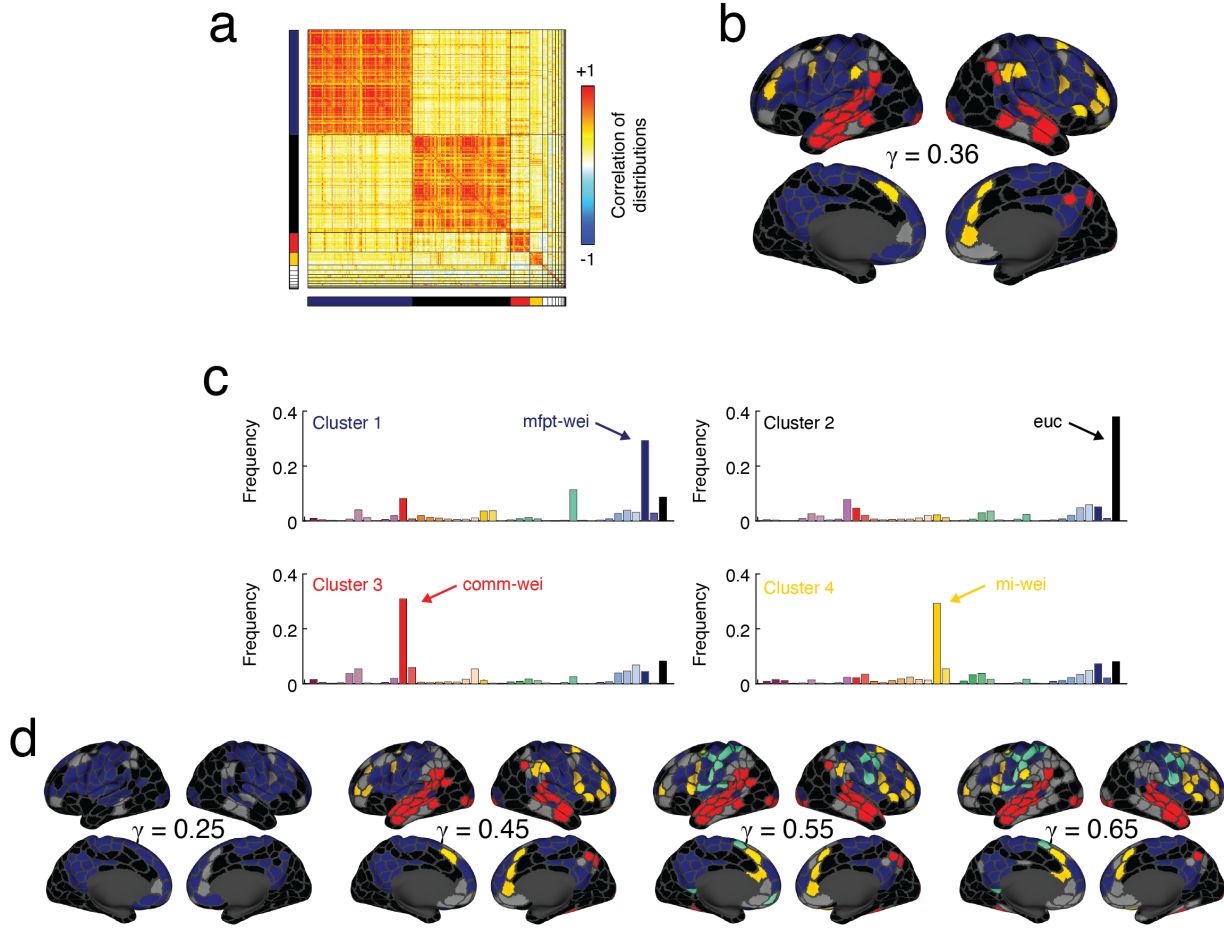 a
+1
Correlation of
distributions
-1
b
γ = 0.36
c
0.4
0.2
0
Frequency
Cluster 1
mfpt-wei
0.4
0.2
0
Frequency
Cluster 2
euc
0.4
0.2
0
Frequency
Cluster 3
comm-wei
0.4
0.2
0
Frequency
Cluster 4
mi-wei
d
γ = 0.25
γ = 0.45
γ = 0.55
γ = 0.65